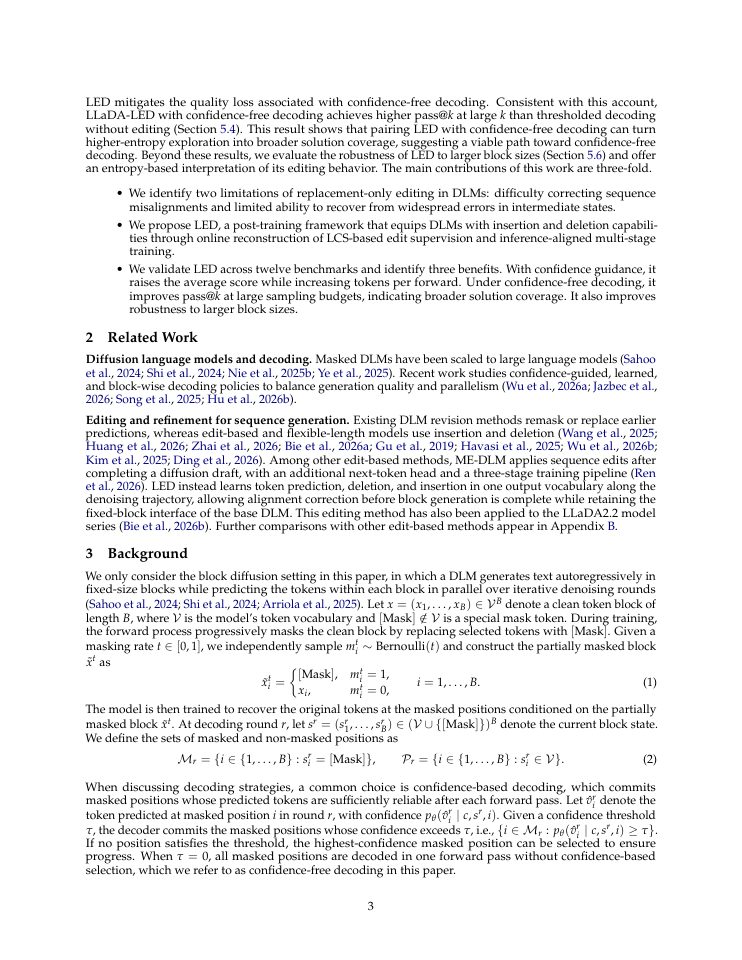 LED mitigates the quality loss associated with confidence-free decoding. Consistent with this account,
LLaDA-LED with confidence-free decoding achieves higher pass@k at large k than thresholded decoding
without editing (Section 5.4). This result shows that pairing LED with confidence-free decoding can turn
higher-entropy exploration into broader solution coverage, suggesting a viable path toward confidence-free
decoding. Beyond these results, we evaluate the robustness of LED to larger block sizes (Section 5.6) and offer
an entropy-based interpretation of its editing behavior. The main contributions of this work are three-fold.
• We identify two limitations of replacement-only editing in DLMs: difficulty correcting sequence
misalignments and limited ability to recover from widespread errors in intermediate states.
• We propose LED, a post-training framework that equips DLMs with insertion and deletion capabili-
ties through online reconstruction of LCS-based edit supervision and inference-aligned multi-stage
training.
• We validate LED across twelve benchmarks and identify three benefits. With confidence guidance, it
raises the average score while increasing tokens per forward. Under confidence-free decoding, it
improves pass@k at large sampling budgets, indicating broader solution coverage. It also improves
robustness to larger block sizes.
2 Related Work
Diffusion language models and decoding. Masked DLMs have been scaled to large language models (Sahoo
et al., 2024; Shi et al., 2024; Nie et al., 2025b; Ye et al., 2025). Recent work studies confidence-guided, learned,
and block-wise decoding policies to balance generation quality and parallelism (Wu et al., 2026a; Jazbec et al.,
2026; Song et al., 2025; Hu et al., 2026b).
Editing and refinement for sequence generation. Existing DLM revision methods remask or replace earlier
predictions, whereas edit-based and flexible-length models use insertion and deletion (Wang et al., 2025;
Huang et al., 2026; Zhai et al., 2026; Bie et al., 2026a; Gu et al., 2019; Havasi et al., 2025; Wu et al., 2026b;
Kim et al., 2025; Ding et al., 2026). Among other edit-based methods, ME-DLM applies sequence edits after
completing a diffusion draft, with an additional next-token head and a three-stage training pipeline (Ren
et al., 2026). LED instead learns token prediction, deletion, and insertion in one output vocabulary along the
denoising trajectory, allowing alignment correction before block generation is complete while retaining the
fixed-block interface of the base DLM. This editing method has also been applied to the LLaDA2.2 model
series (Bie et al., 2026b). Further comparisons with other edit-based methods appear in Appendix B.
3 Background
We only consider the block diffusion setting in this paper, in which a DLM generates text autoregressively in
fixed-size blocks while predicting the tokens within each block in parallel over iterative denoising rounds
(Sahoo et al., 2024; Shi et al., 2024; Arriola et al., 2025). Let x = (x₁, . . . , x_B) ∈ 𝒱^B denote a clean token block of
length B, where 𝒱 is the model's token vocabulary and [Mask] ∉ 𝒱 is a special mask token. During training,
the forward process progressively masks the clean block by replacing selected tokens with [Mask]. Given a
masking rate t ∈ [0, 1], we independently sample m_i^t ∼ Bernoulli(t) and construct the partially masked block
x̃^t as
x̃_i^t = { [Mask], m_i^t = 1, x_i, m_i^t = 0, i = 1, . . . , B. (1)
The model is then trained to recover the original tokens at the masked positions conditioned on the partially
masked block x̃^t. At decoding round r, let s^r = (s_1^r, . . . , s_B^r) ∈ (𝒱 ∪ {[Mask]})^B denote the current block state.
We define the sets of masked and non-masked positions as
ℳ_r = {i ∈ {1, . . . , B} : s_i^r = [Mask]}, 𝒫_r = {i ∈ {1, . . . , B} : s_i^r ∈ 𝒱}. (2)
When discussing decoding strategies, a common choice is confidence-based decoding, which commits
masked positions whose predicted tokens are sufficiently reliable after each forward pass. Let v̂_i^r denote the
token predicted at masked position i in round r, with confidence p_θ(v̂_i^r | c, s^r, i). Given a confidence threshold
τ, the decoder commits the masked positions whose confidence exceeds τ, i.e., {i ∈ ℳ_r : p_θ(v̂_i^r | c, s^r, i) ≥ τ}.
If no position satisfies the threshold, the highest-confidence masked position can be selected to ensure
progress. When τ = 0, all masked positions are decoded in one forward pass without confidence-based
selection, which we refer to as confidence-free decoding in this paper.
3